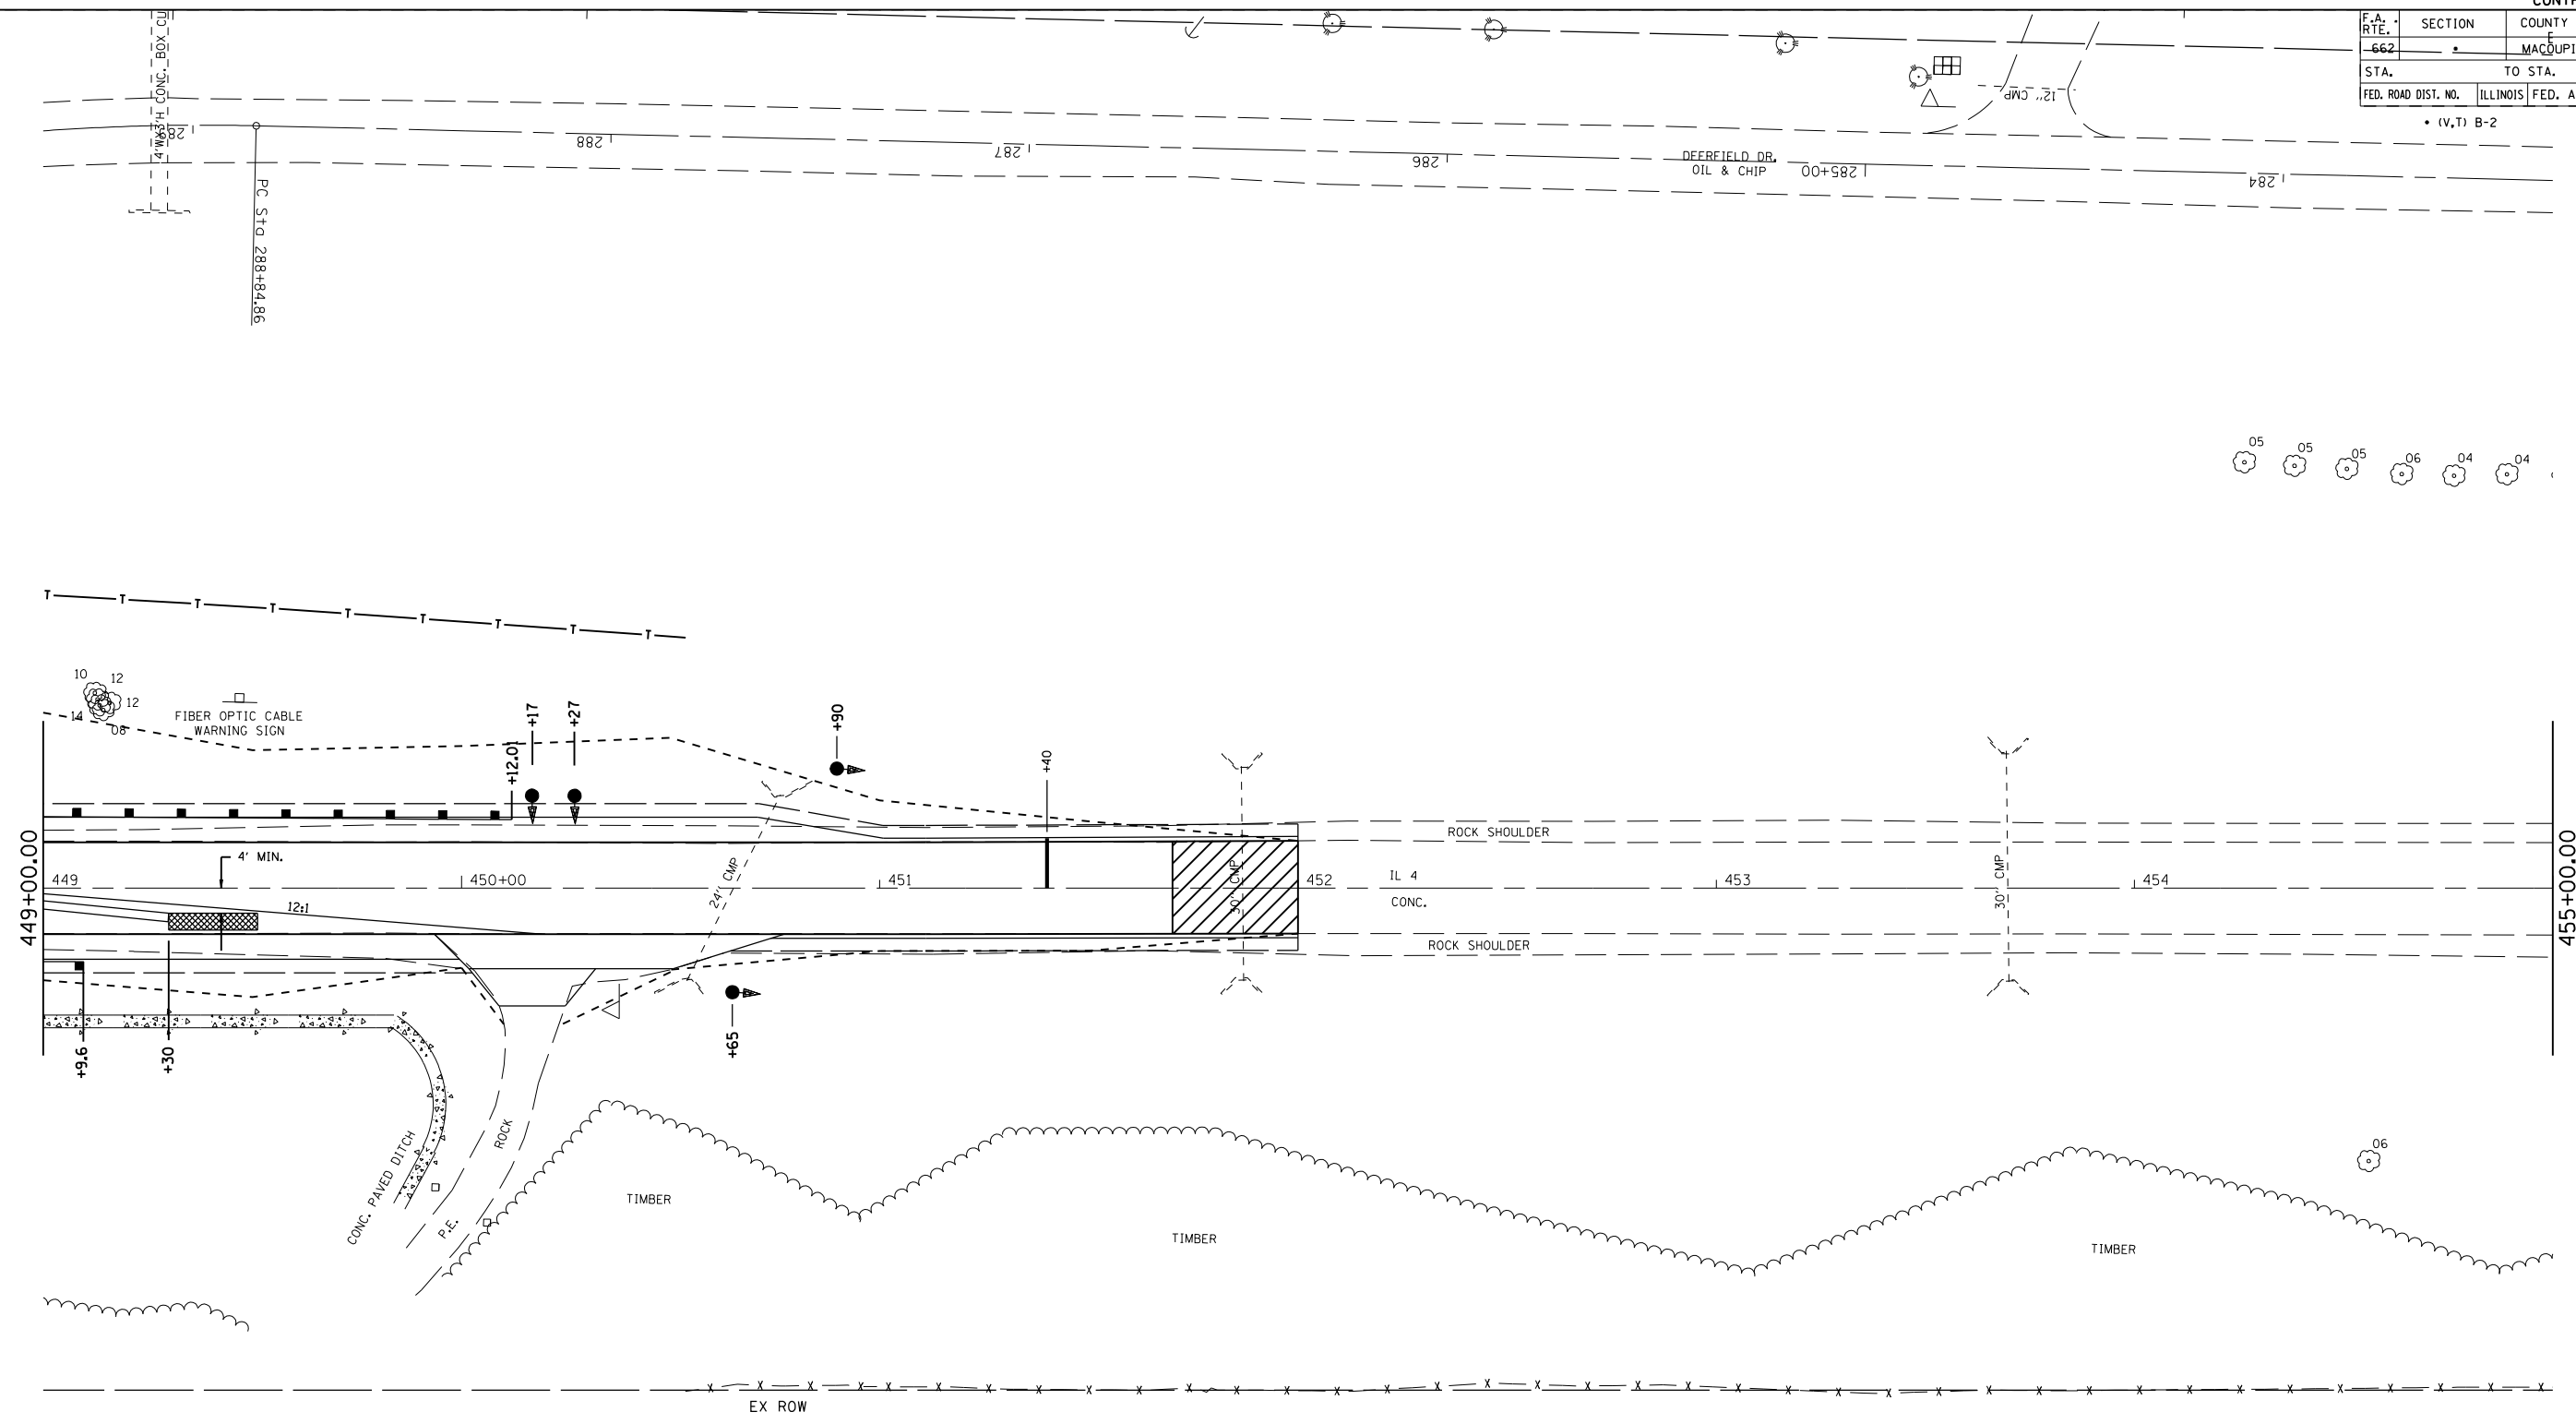 F.A. RTE. SECTION COUNTY
662 •
STA. TO STA.
FED. ROAD DIST. NO. ILLINOIS FED. A
• (V,T) B-2
4'WX3'H CONC. BOX CU
288
287
286
285+00
284
DEERFIELD DR.
OIL & CHIP
12'' CMP
PC Sta 288+84.86
05
05
05
06
04
04
T T T T T T T T T
10
12
12
14
08
FIBER OPTIC CABLE
WARNING SIGN
+12.01
+17
+27
+90
+40
449+00.00
455+00.00
4' MIN.
449
450+00
451
452
453
454
12:1
24'' CMP
30' CMP
30' CMP
IL 4
CONC.
ROCK SHOULDER
ROCK SHOULDER
+9.6
+30
+65
CONC. PAVED DITCH
ROCK
P.E.
TIMBER
TIMBER
TIMBER
06
EX ROW